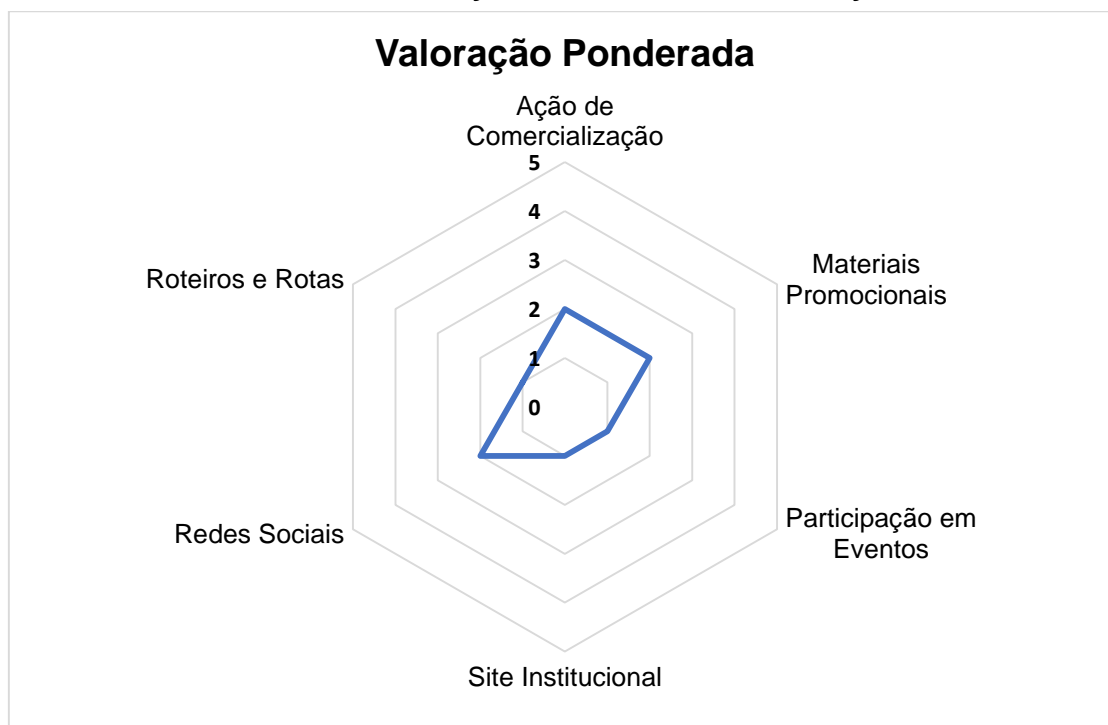 Valoração Ponderada
Ação de
Comercialização
5
4
3
2
1
0
Materiais
Promocionais
Participação em
Eventos
Site Institucional
Redes Sociais
Roteiros e Rotas